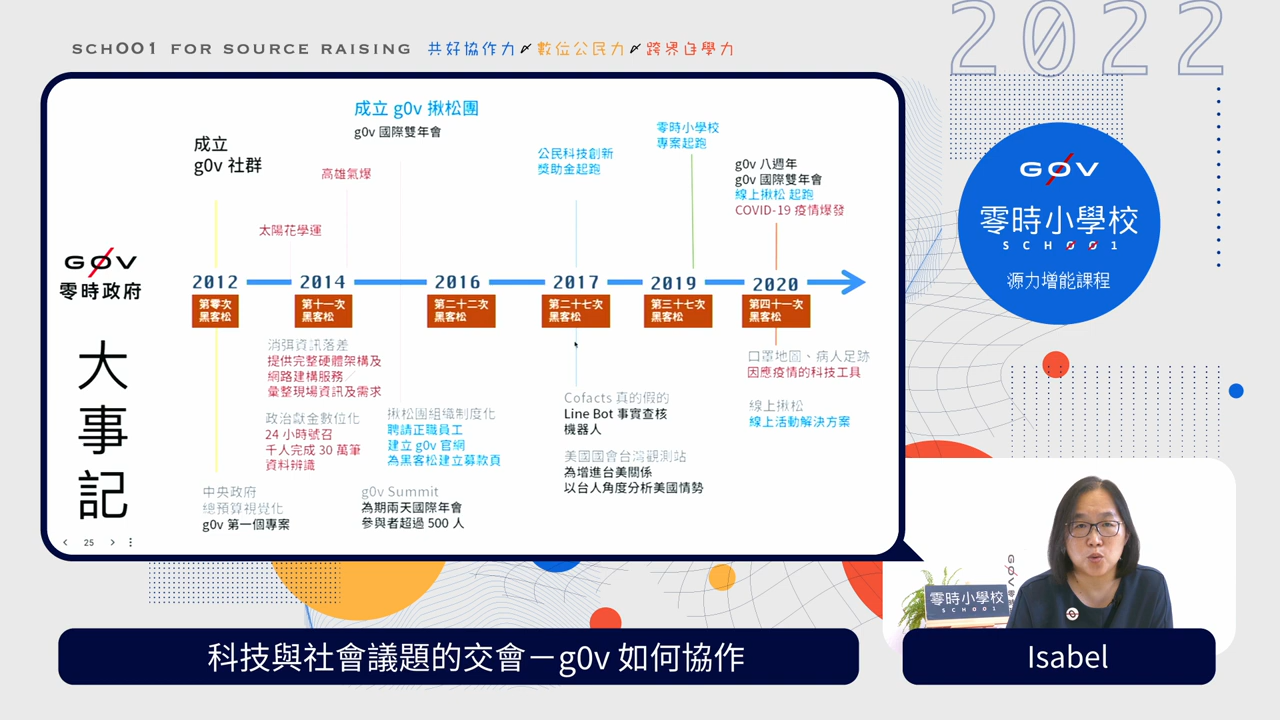 SCHOO1 FOR SOURCE RAISING 共好協作力 數位公民力 跨界自學力
2022
成立 g0v 揪松團
g0v 國際雙年會
成立
g0v 社群
高雄氣爆
太陽花學運
公民科技創新
獎助金起跑
零時小學校
專案起跑
g0v 八週年
g0v 國際雙年會
線上揪松 起跑
COVID-19 疫情爆發
G0V
零時政府
大事記
2012 2014 2016 2017 2019 2020
第零次
黑客松
第十一次
黑客松
第二十二次
黑客松
第二十七次
黑客松
第三十七次
黑客松
第四十一次
黑客松
消弭資訊落差
提供完整硬體架構及
網路建構服務／
彙整現場資訊及需求
政治獻金數位化
24 小時號召
千人完成 30 萬筆
資料辨識
揪松團組織制度化
聘請正職員工
建立 g0v 官網
為黑客松建立募款頁
中央政府
總預算視覺化
g0v 第一個專案
g0v Summit
為期兩天國際年會
參與者超過 500 人
Cofacts 真的假的
Line Bot 事實查核
機器人
美國國會台灣觀測站
為增進台美關係
以台人角度分析美國情勢
口罩地圖、病人足跡
因應疫情的科技工具
線上揪松
線上活動解決方案
25
G0V
零時小學校
SCHOO1
源力增能課程
G0V 零時
零時小學校
SCHOO1
科技與社會議題的交會－g0v 如何協作
Isabel